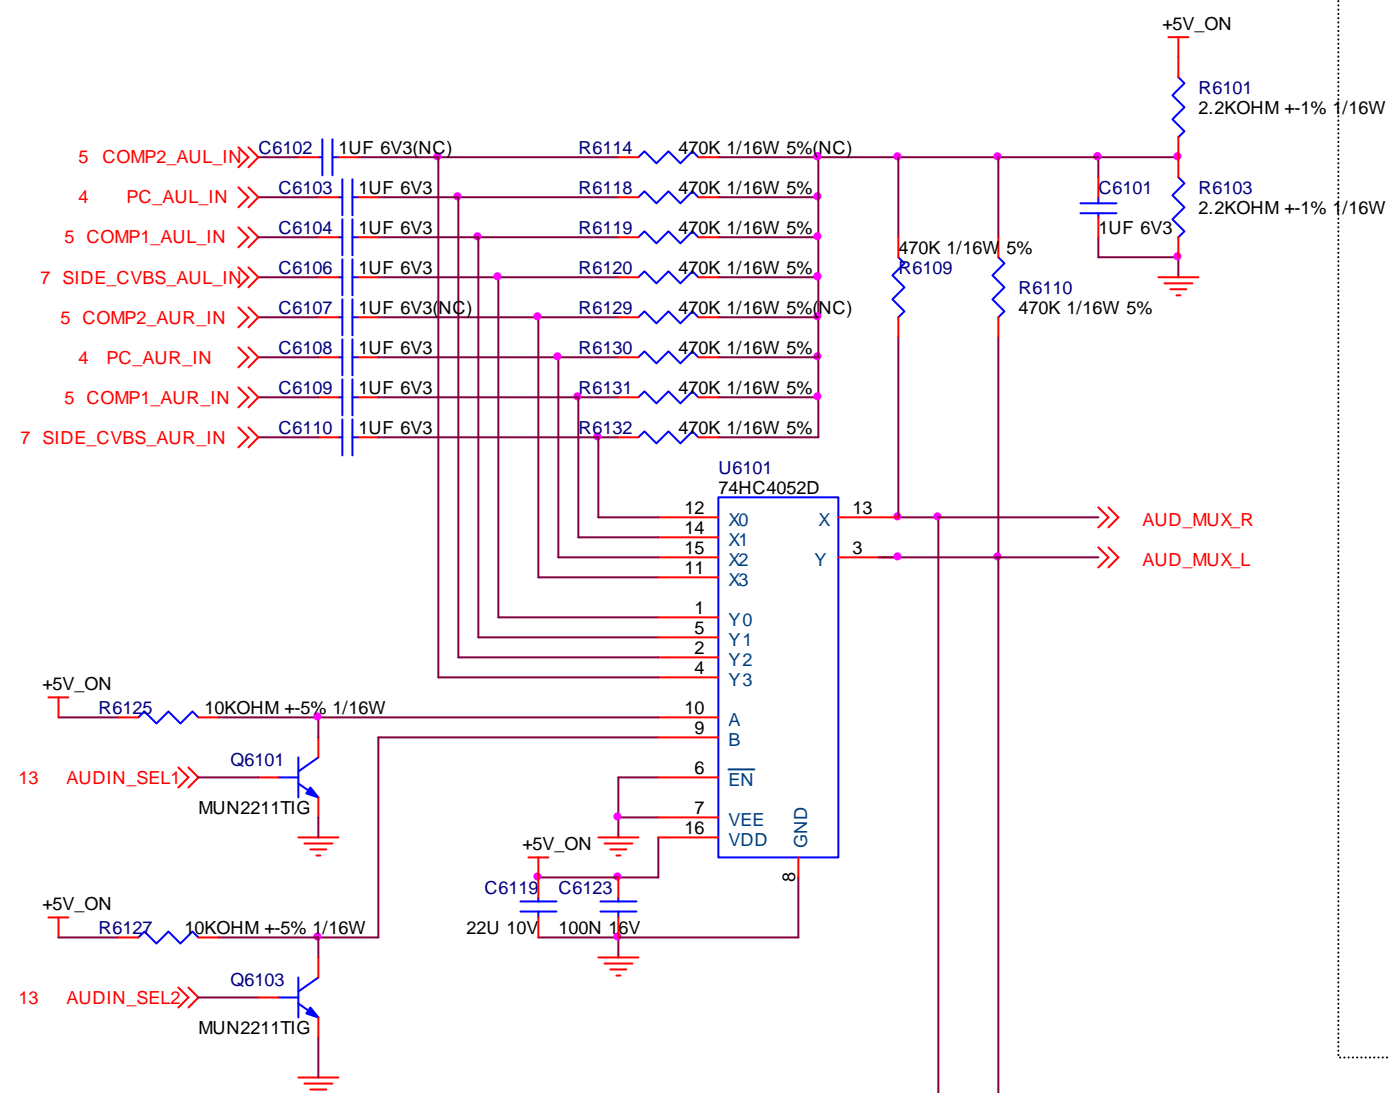 +5V_ON
R6101
2.2KOHM +-1% 1/16W
5 COMP2_AUL_IN C6102 1UF 6V3(NC) R6114 470K 1/16W 5%(NC)
4 PC_AUL_IN C6103 1UF 6V3 R6118 470K 1/16W 5%
C6101
1UF 6V3
R6103
2.2KOHM +-1% 1/16W
5 COMP1_AUL_IN C6104 1UF 6V3 R6119 470K 1/16W 5%
470K 1/16W 5%
R6109
7 SIDE_CVBS_AUL_IN C6106 1UF 6V3 R6120 470K 1/16W 5%
R6110
470K 1/16W 5%
5 COMP2_AUR_IN C6107 1UF 6V3(NC) R6129 470K 1/16W 5%(NC)
4 PC_AUR_IN C6108 1UF 6V3 R6130 470K 1/16W 5%
5 COMP1_AUR_IN C6109 1UF 6V3 R6131 470K 1/16W 5%
7 SIDE_CVBS_AUR_IN C6110 1UF 6V3 R6132 470K 1/16W 5%
U6101
74HC4052D
12 X0 X 13 AUD_MUX_R
14 X1
15 X2 Y 3 AUD_MUX_L
11 X3
1 Y0
5 Y1
2 Y2
4 Y3
+5V_ON
R6125 10KOHM +-5% 1/16W
10 A
9 B
Q6101
13 AUDIN_SEL1
MUN2211TIG
6 EN
7 VEE
16 VDD
GND
8
+5V_ON
C6119 C6123
22U 10V 100N 16V
+5V_ON
R6127 10KOHM +-5% 1/16W
Q6103
13 AUDIN_SEL2
MUN2211TIG